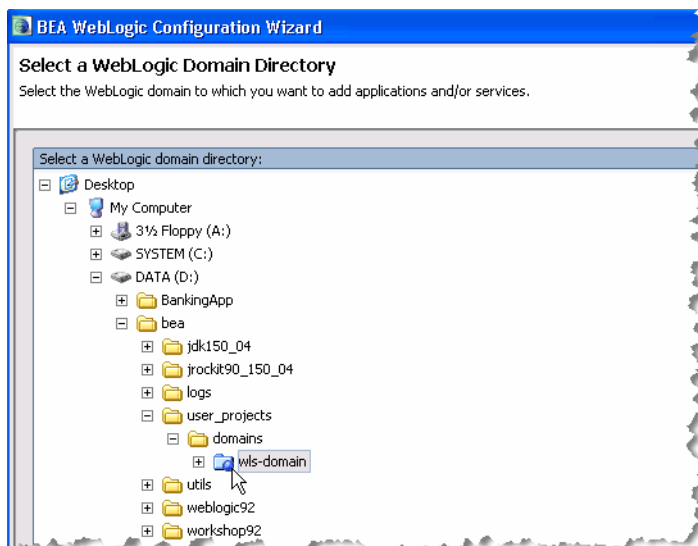 BEA WebLogic Configuration Wizard
Select a WebLogic Domain Directory
Select the WebLogic domain to which you want to add applications and/or services.
Select a WebLogic domain directory:
Desktop
My Computer
3½ Floppy (A:)
SYSTEM (C:)
DATA (D:)
BankingApp
bea
jdk150_04
jrockit90_150_04
logs
user_projects
domains
wls-domain
utils
weblogic92
workshop92